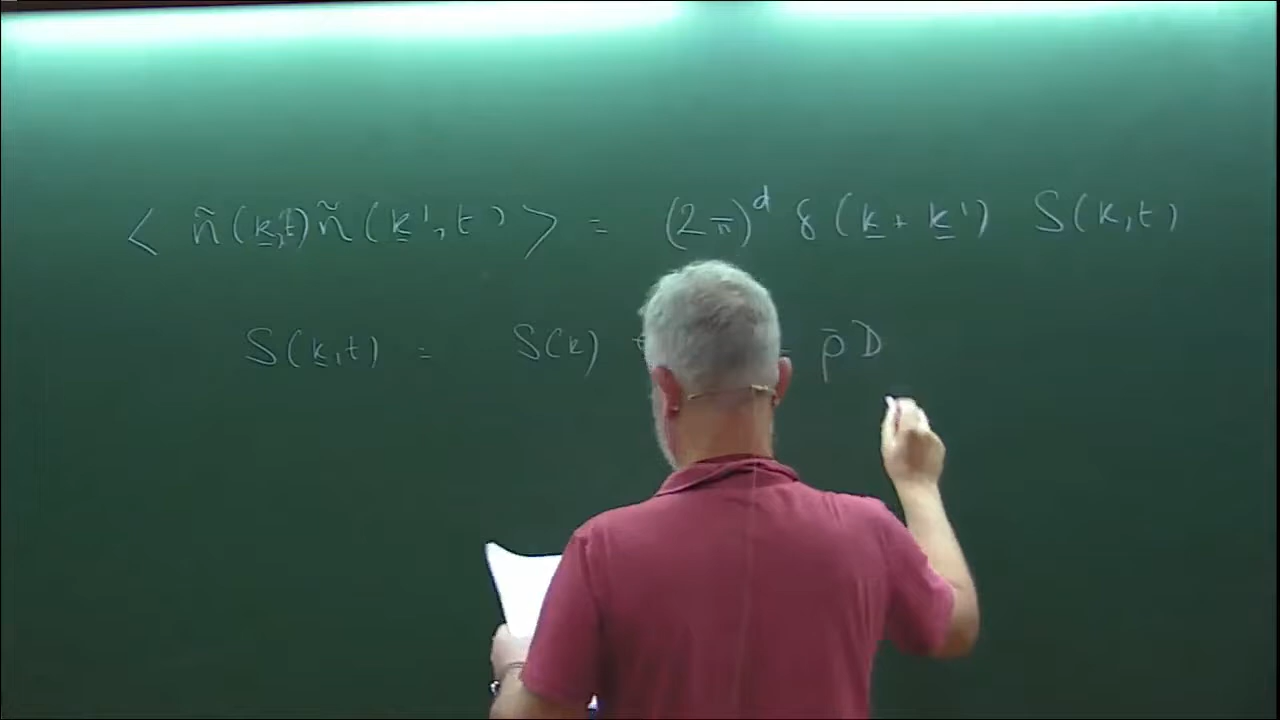 < ñ(k̲,t) ñ(k̲',t) > = (2π)^d δ(k̲ + k̲') S(k,t)
S(k̲,t) = S(k) = ρ̄ D